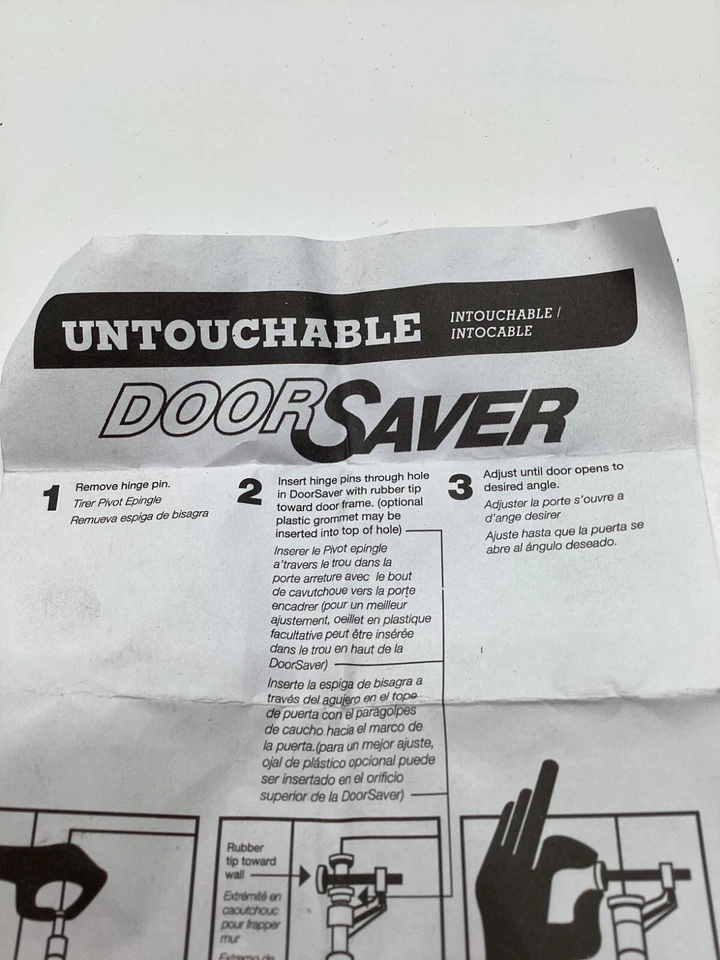 UNTOUCHABLE
INTOUCHABLE /
INTOCABLE
DOORSAVER
1
Remove hinge pin.
Tirer Pivot Epingle
Remueva espiga de bisagra
2
Insert hinge pins through hole
in DoorSaver with rubber tip
toward door frame. (optional
plastic grommet may be
inserted into top of hole)
Inserer le Pivot epingle
a'travers le trou dans la
porte arreture avec le bout
de cavutchoue vers la porte
encadrer (pour un meilleur
ajustement, oeillet en plastique
facultative peut être insérée
dans le trou en haut de la
DoorSaver)
Inserte la espiga de bisagra a
través del agujero en el tope
de puerta con el paragolpes
de caucho hacia el marco de
la puerta.(para un mejor ajuste,
ojal de plástico opcional puede
ser insertado en el orificio
superior de la DoorSaver)
3
Adjust until door opens to
desired angle.
Adjuster la porte s'ouvre a
d'ange desirer
Ajuste hasta que la puerta se
abre al ángulo deseado.
Rubber
tip toward
wall
Extrémité en
caoutchouc
pour frapper
mur
Extremo de